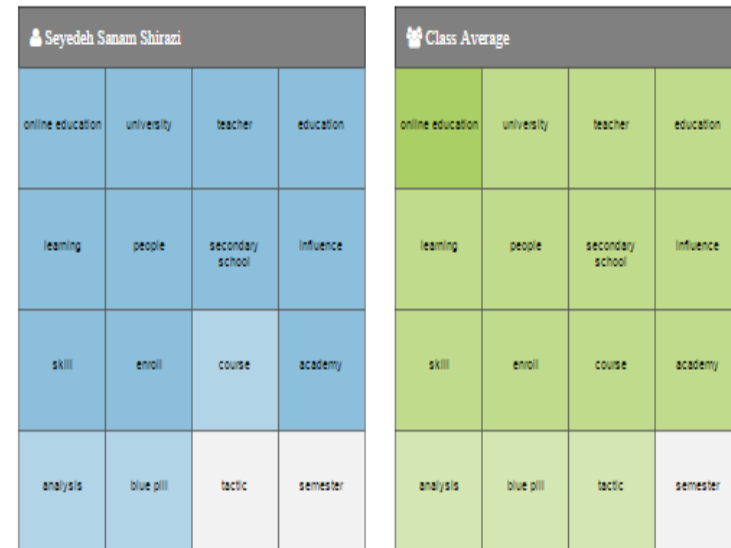 Seyedeh Sanam Shirazi
online education university teacher education
learning people secondary school influence
skill enroll course academy
analysis blue pill tactic semester
Class Average
online education university teacher education
learning people secondary school influence
skill enroll course academy
analysis blue pill tactic semester